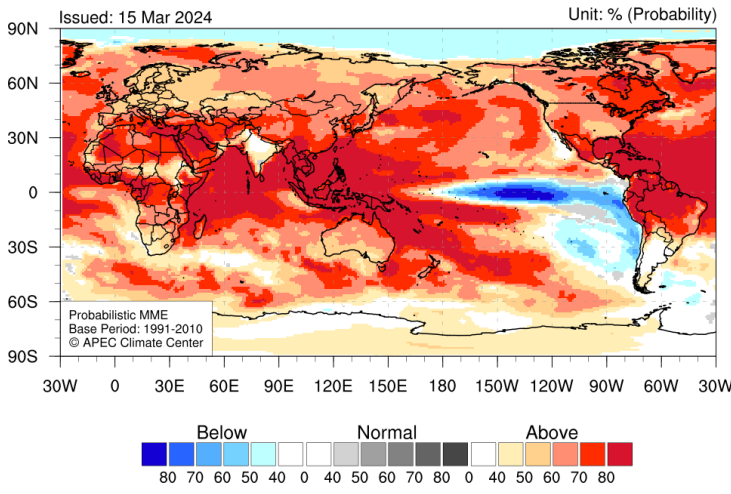 Issued: 15 Mar 2024
Unit: % (Probability)
90N
60N
30N
0
30S
60S
90S
Probabilistic MME
Base Period: 1991-2010
© APEC Climate Center
30W 0 30E 60E 90E 120E 150E 180 150W 120W 90W 60W 30W
Below Normal Above
80 70 60 50 40 0 40 50 60 70 80 0 40 50 60 70 80